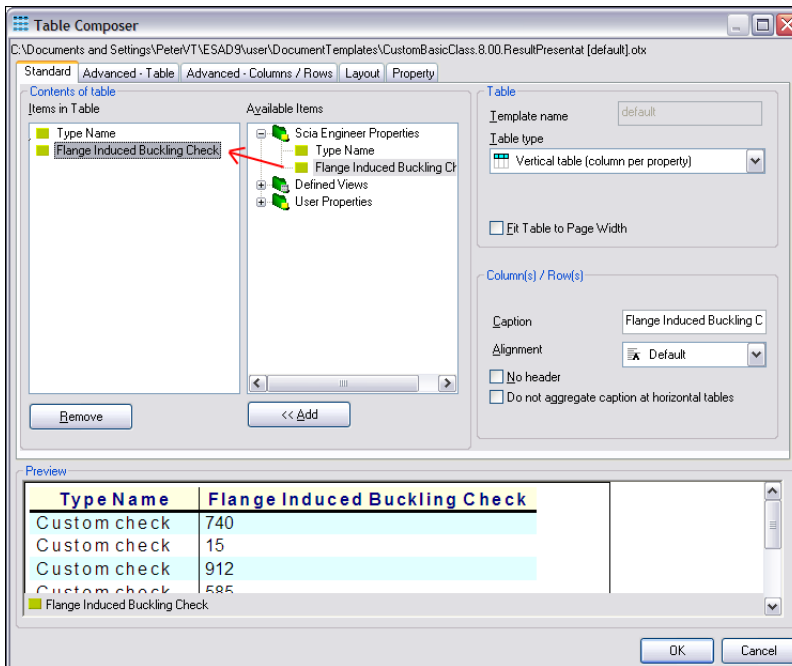 Table Composer
C:\Documents and Settings\PeterVT\ESAD9\user\DocumentTemplates\CustomBasicClass.8.00.ResultPresentat [default].otx
Standard Advanced - Table Advanced - Columns / Rows Layout Property
Contents of table
Items in Table
Type Name
Flange Induced Buckling Check
Remove
Available Items
Scia Engineer Properties
Type Name
Flange Induced Buckling Ch
Defined Views
User Properties
<< Add
Table
Template name default
Table type
Vertical table (column per property)
Fit Table to Page Width
Column(s) / Row(s)
Caption Flange Induced Buckling C
Alignment Default
No header
Do not aggregate caption at horizontal tables
Preview
Type Name Flange Induced Buckling Check
Custom check 740
Custom check 15
Custom check 912
Custom check 585
Flange Induced Buckling Check
OK Cancel